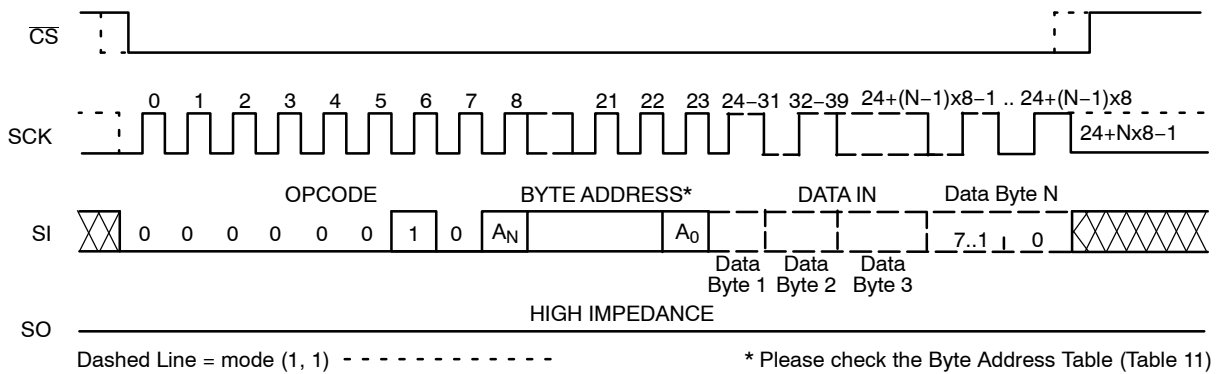 CS
0 1 2 3 4 5 6 7 8 21 22 23 24–31 32–39 24+(N–1)x8–1 .. 24+(N–1)x8
SCK
24+Nx8–1
OPCODE BYTE ADDRESS* DATA IN Data Byte N
SI
0 0 0 0 0 0 1 0 AN A0 7..1 0
Data Byte 1
Data Byte 2
Data Byte 3
HIGH IMPEDANCE
SO
Dashed Line = mode (1, 1) * Please check the Byte Address Table (Table 11)